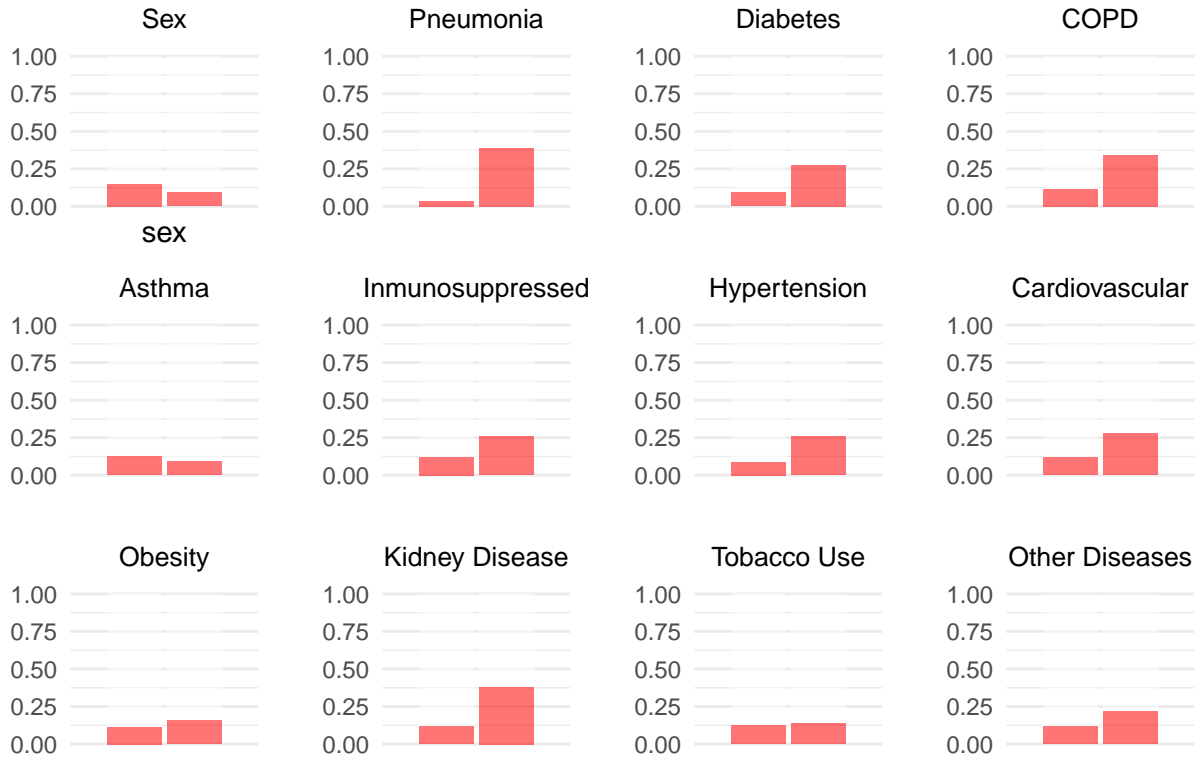 Sex Pneumonia Diabetes COPD
1.00 1.00 1.00 1.00
0.75 0.75 0.75 0.75
0.50 0.50 0.50 0.50
0.25 0.25 0.25 0.25
0.00 0.00 0.00 0.00
sex
Asthma Inmunosuppressed Hypertension Cardiovascular
1.00 1.00 1.00 1.00
0.75 0.75 0.75 0.75
0.50 0.50 0.50 0.50
0.25 0.25 0.25 0.25
0.00 0.00 0.00 0.00
Obesity Kidney Disease Tobacco Use Other Diseases
1.00 1.00 1.00 1.00
0.75 0.75 0.75 0.75
0.50 0.50 0.50 0.50
0.25 0.25 0.25 0.25
0.00 0.00 0.00 0.00